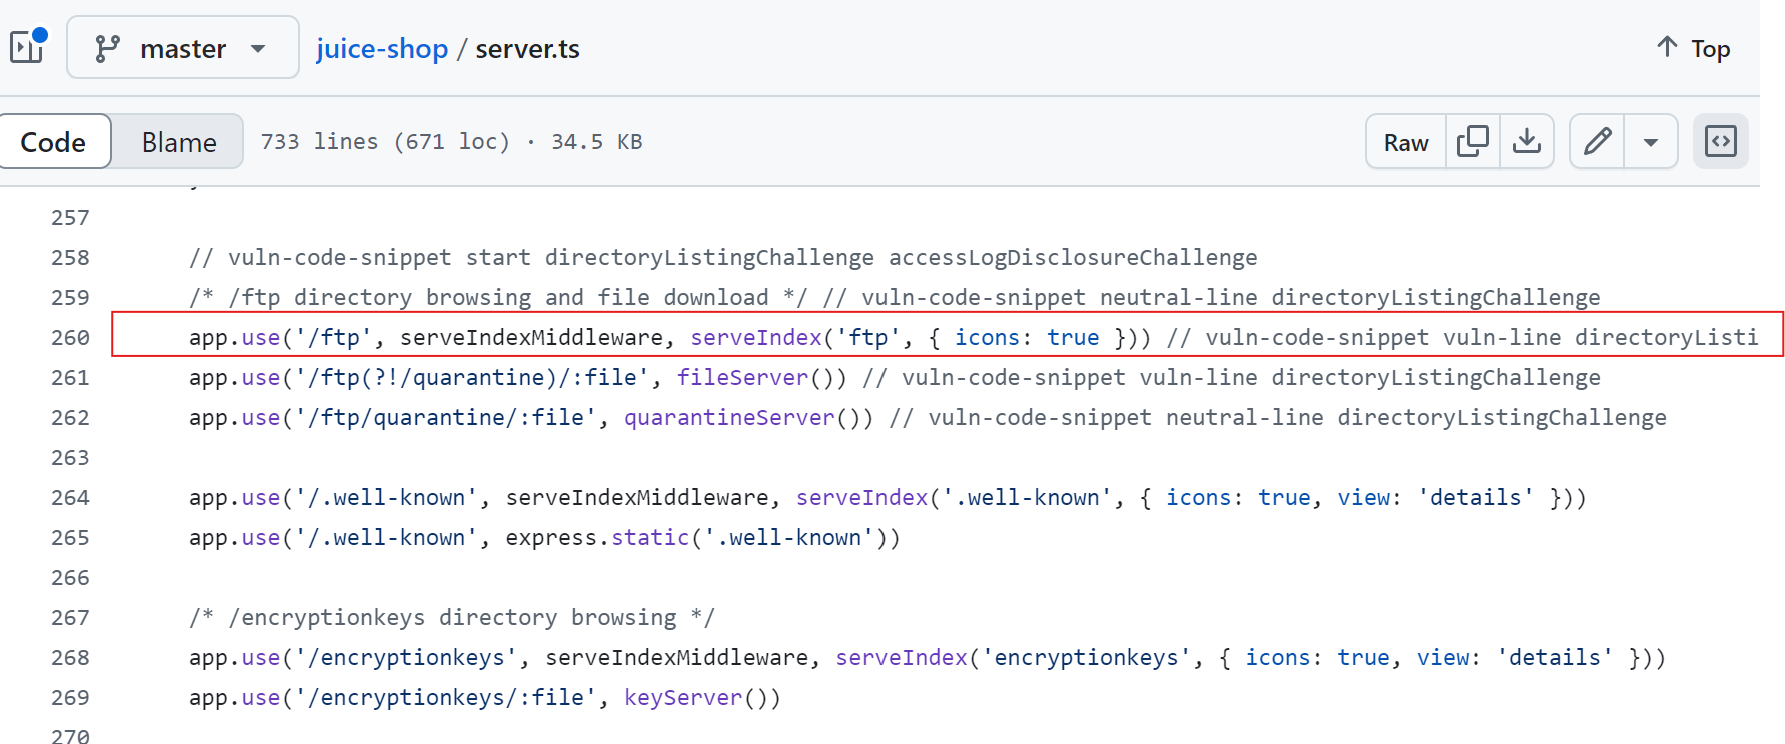 master
juice-shop / server.ts
Top
Code
Blame
733 lines (671 loc) · 34.5 KB
Raw
257
258 // vuln-code-snippet start directoryListingChallenge accessLogDisclosureChallenge
259 /* /ftp directory browsing and file download */ // vuln-code-snippet neutral-line directoryListingChallenge
260 app.use('/ftp', serveIndexMiddleware, serveIndex('ftp', { icons: true })) // vuln-code-snippet vuln-line directoryListi
261 app.use('/ftp(?!/quarantine)/:file', fileServer()) // vuln-code-snippet vuln-line directoryListingChallenge
262 app.use('/ftp/quarantine/:file', quarantineServer()) // vuln-code-snippet neutral-line directoryListingChallenge
263
264 app.use('/.well-known', serveIndexMiddleware, serveIndex('.well-known', { icons: true, view: 'details' }))
265 app.use('/.well-known', express.static('.well-known'))
266
267 /* /encryptionkeys directory browsing */
268 app.use('/encryptionkeys', serveIndexMiddleware, serveIndex('encryptionkeys', { icons: true, view: 'details' }))
269 app.use('/encryptionkeys/:file', keyServer())
270